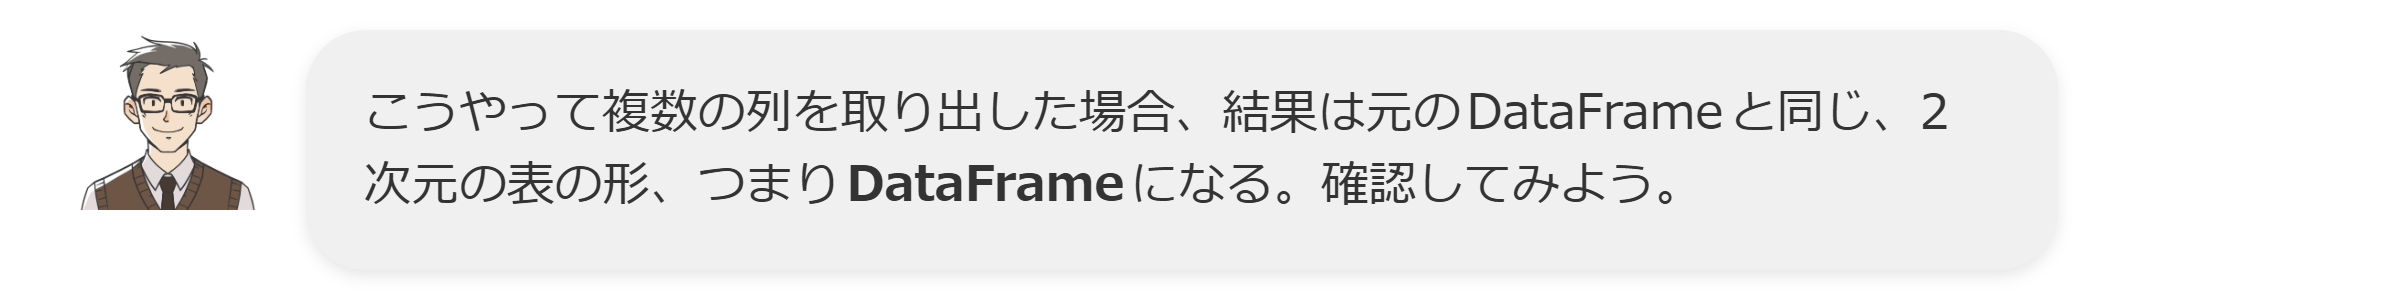 こうやって複数の列を取り出した場合、結果は元のDataFrameと同じ、2
次元の表の形、つまりDataFrameになる。確認してみよう。